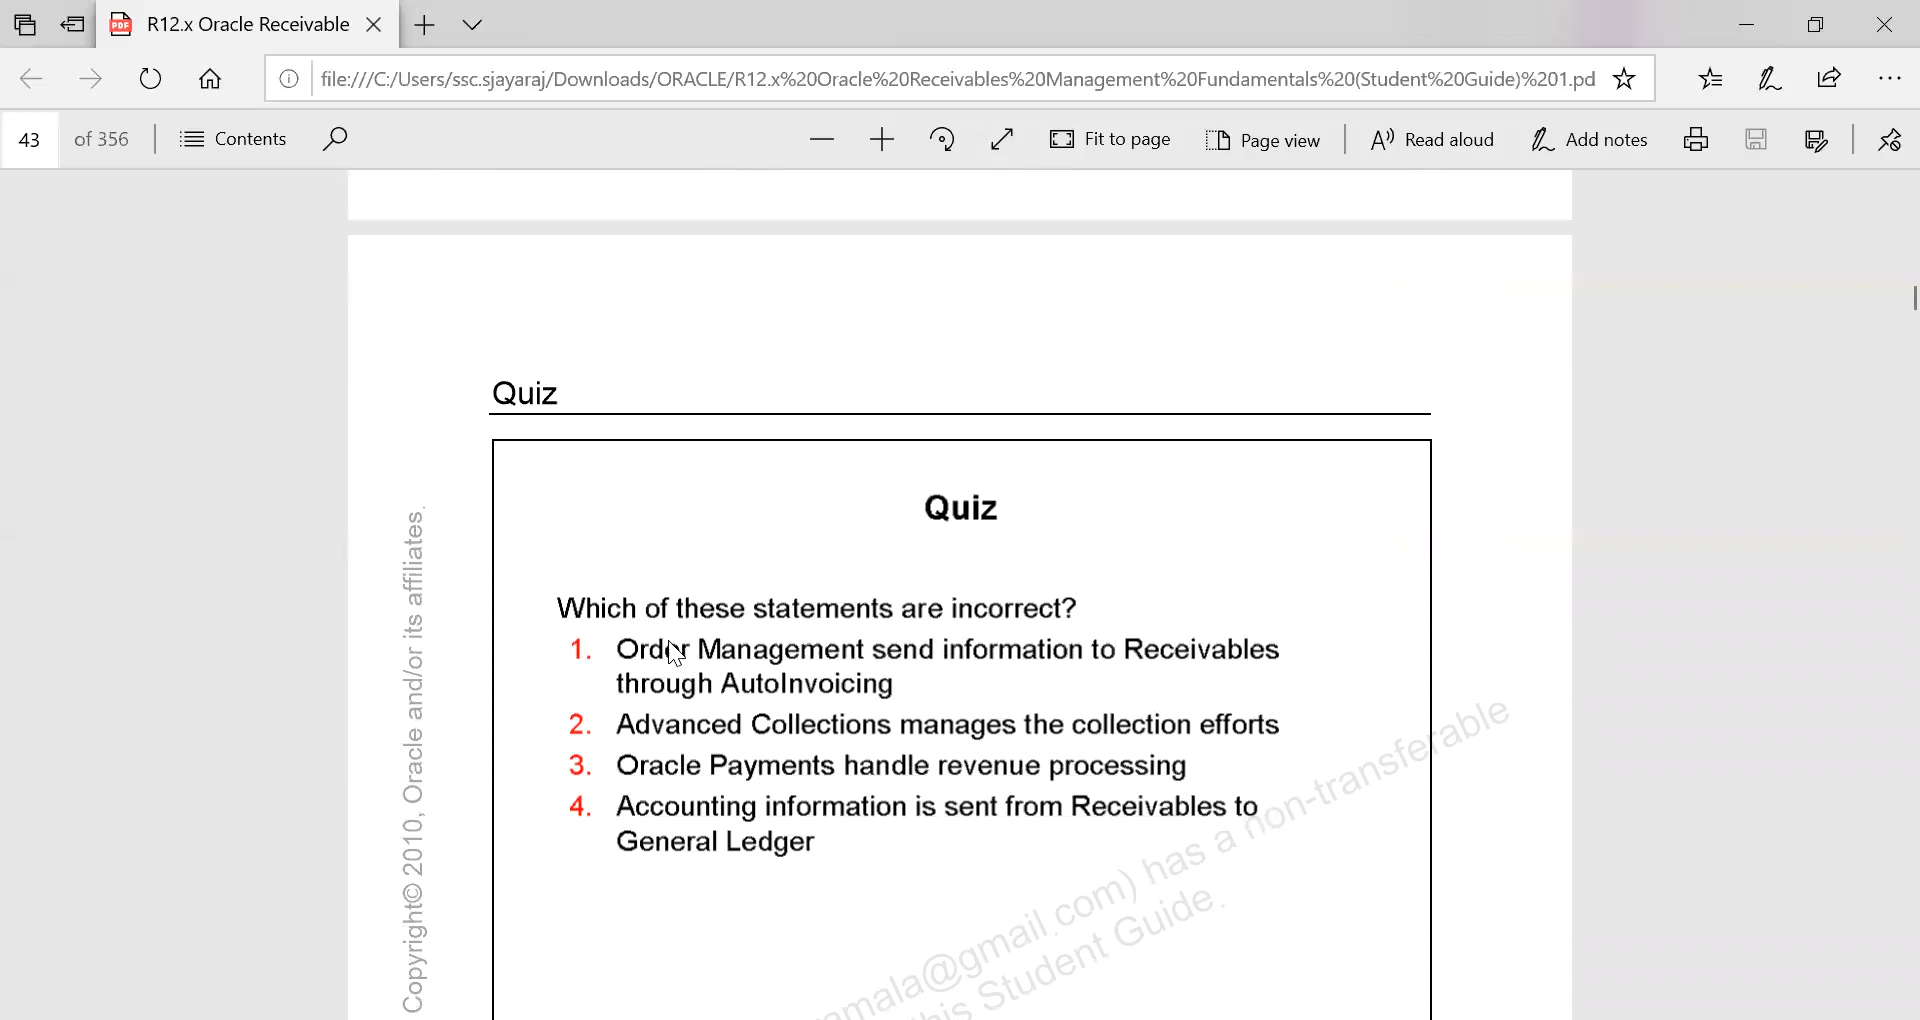 R12.x Oracle Receivable
file:///C:/Users/ssc.sjayaraj/Downloads/ORACLE/R12.x%20Oracle%20Receivables%20Management%20Fundamentals%20(Student%20Guide)%201.pd
43 of 356 Contents Fit to page Page view Read aloud Add notes
Quiz
Quiz
Which of these statements are incorrect?
1. Order Management send information to Receivables
through AutoInvoicing
2. Advanced Collections manages the collection efforts
3. Oracle Payments handle revenue processing
4. Accounting information is sent from Receivables to
General Ledger
Copyright© 2010, Oracle and/or its affiliates.
mala@gmail.com) has a non-transferable
this Student Guide.